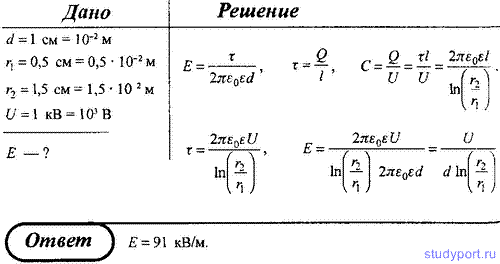 Дано
d = 1 см = 10⁻² м
r₁ = 0,5 см = 0,5 · 10⁻² м
r₂ = 1,5 см = 1,5 · 10 ² м
U = 1 кВ = 10³ В
E — ?
Решение
E = τ / (2πε₀εd), τ = Q / l, C = Q / U = τl / U = 2πε₀εl / ln(r₂ / r₁).
τ = 2πε₀εU / ln(r₂ / r₁), E = 2πε₀εU / (ln(r₂ / r₁) 2πε₀εd) = U / (d ln(r₂ / r₁))
Ответ E = 91 кВ/м.
studyport.ru